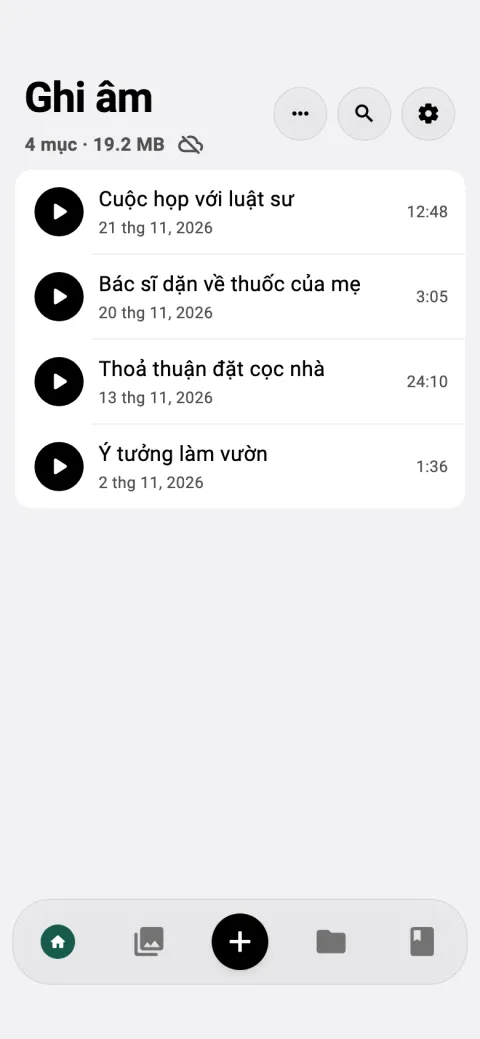 Ghi âm
4 mục · 19.2 MB
Cuộc họp với luật sư
12:48
21 thg 11, 2026
Bác sĩ dặn về thuốc của mẹ
3:05
20 thg 11, 2026
Thoả thuận đặt cọc nhà
24:10
13 thg 11, 2026
Ý tưởng làm vườn
1:36
2 thg 11, 2026